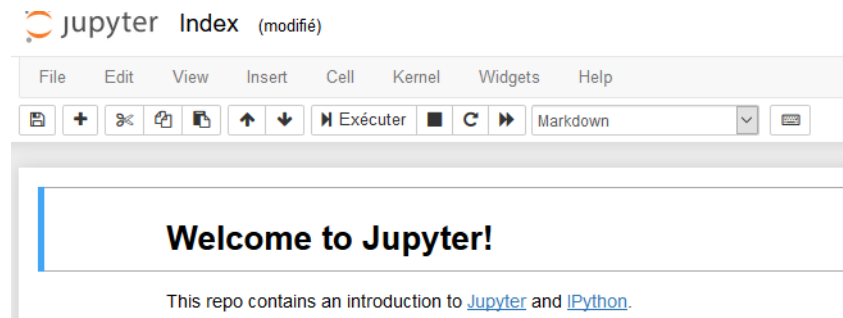 jupyter Index (modifié)
File Edit View Insert Cell Kernel Widgets Help
Exécuter Markdown
Welcome to Jupyter!
This repo contains an introduction to Jupyter and IPython.